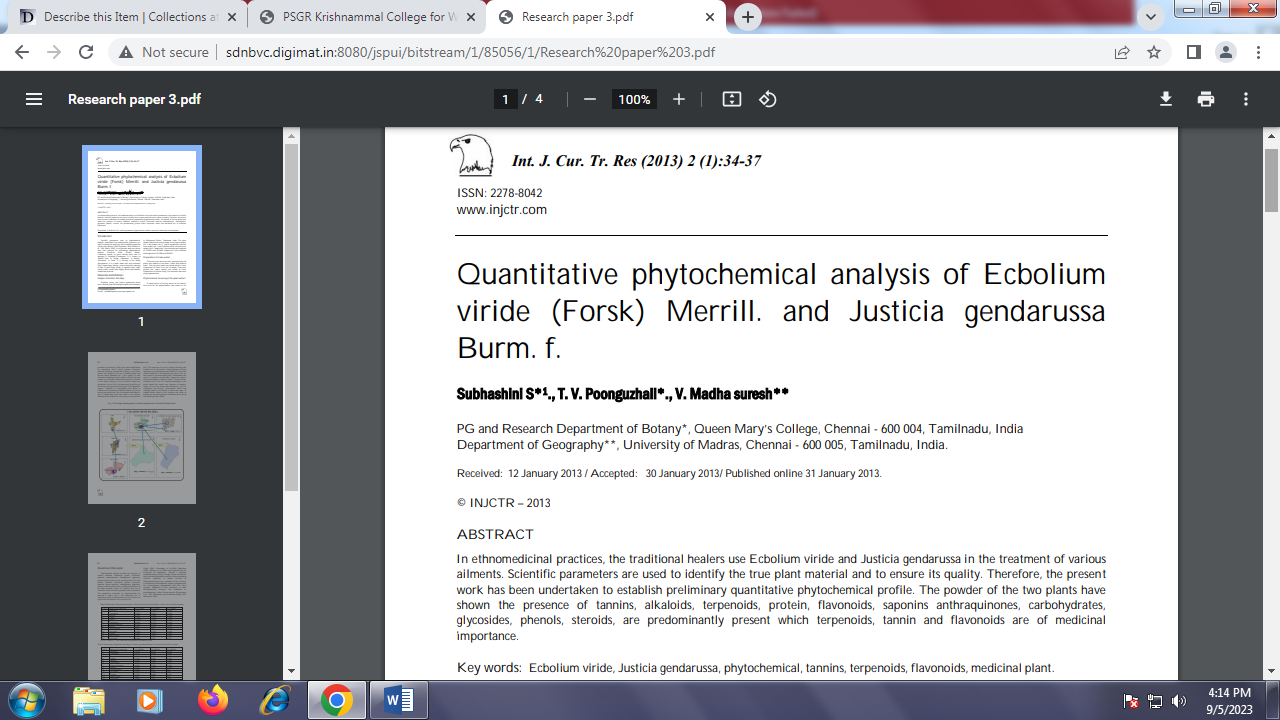 Describe this Item | Collections at
PSGR Krishnammal College for W
Research paper 3.pdf
Not secure
sdnbvc.digimat.in:8080/jspui/bitstream/1/85056/1/Research%20paper%203.pdf
Research paper 3.pdf
1 / 4
100%
1
2
Int. J. Cur. Tr. Res (2013) 2 (1):34-37
ISSN: 2278-8042
www.injctr.com
Quantitative phytochemical analysis of Ecbolium
viride (Forsk) Merrill. and Justicia gendarussa
Burm. f.
Subhashini S*¹., T. V. Poonguzhali*., V. Madha suresh**
PG and Research Department of Botany*, Queen Mary's College, Chennai - 600 004, Tamilnadu, India
Department of Geography**, University of Madras, Chennai - 600 005, Tamilnadu, India.
Received: 12 January 2013 / Accepted: 30 January 2013/ Published online 31 January 2013.
© INJCTR – 2013
ABSTRACT
In ethnomedicinal practices, the traditional healers use Ecbolium viride and Justicia gendarussa in the treatment of various
ailments. Scientific parameters are used to identify the true plant material and to ensure its quality. Therefore, the present
work has been undertaken to establish preliminary quantitative phytochemical profile. The powder of the two plants have
shown the presence of tannins, alkaloids, terpenoids, protein, flavonoids, saponins anthraquinones, carbohydrates,
glycosides, phenols, steroids, are predominantly present which terpenoids, tannin and flavonoids are of medicinal
importance.
Key words: Ecbolium viride, Justicia gendarussa, phytochemical, tannins, terpenoids, flavonoids, medicinal plant.
4:14 PM
9/5/2023